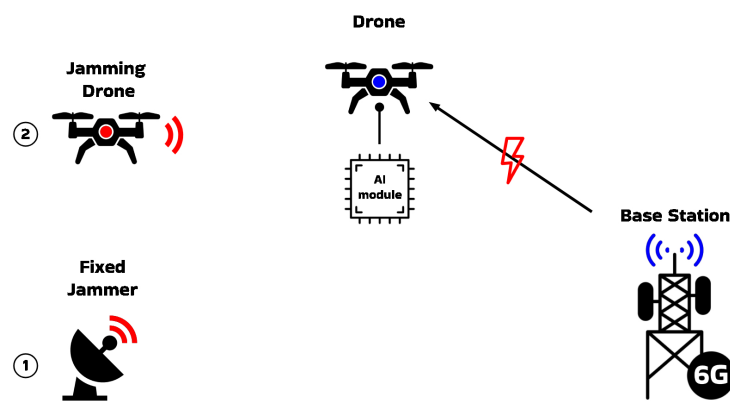 Drone
Jamming
Drone
2
AI
module
Base Station
Fixed
Jammer
1
6G